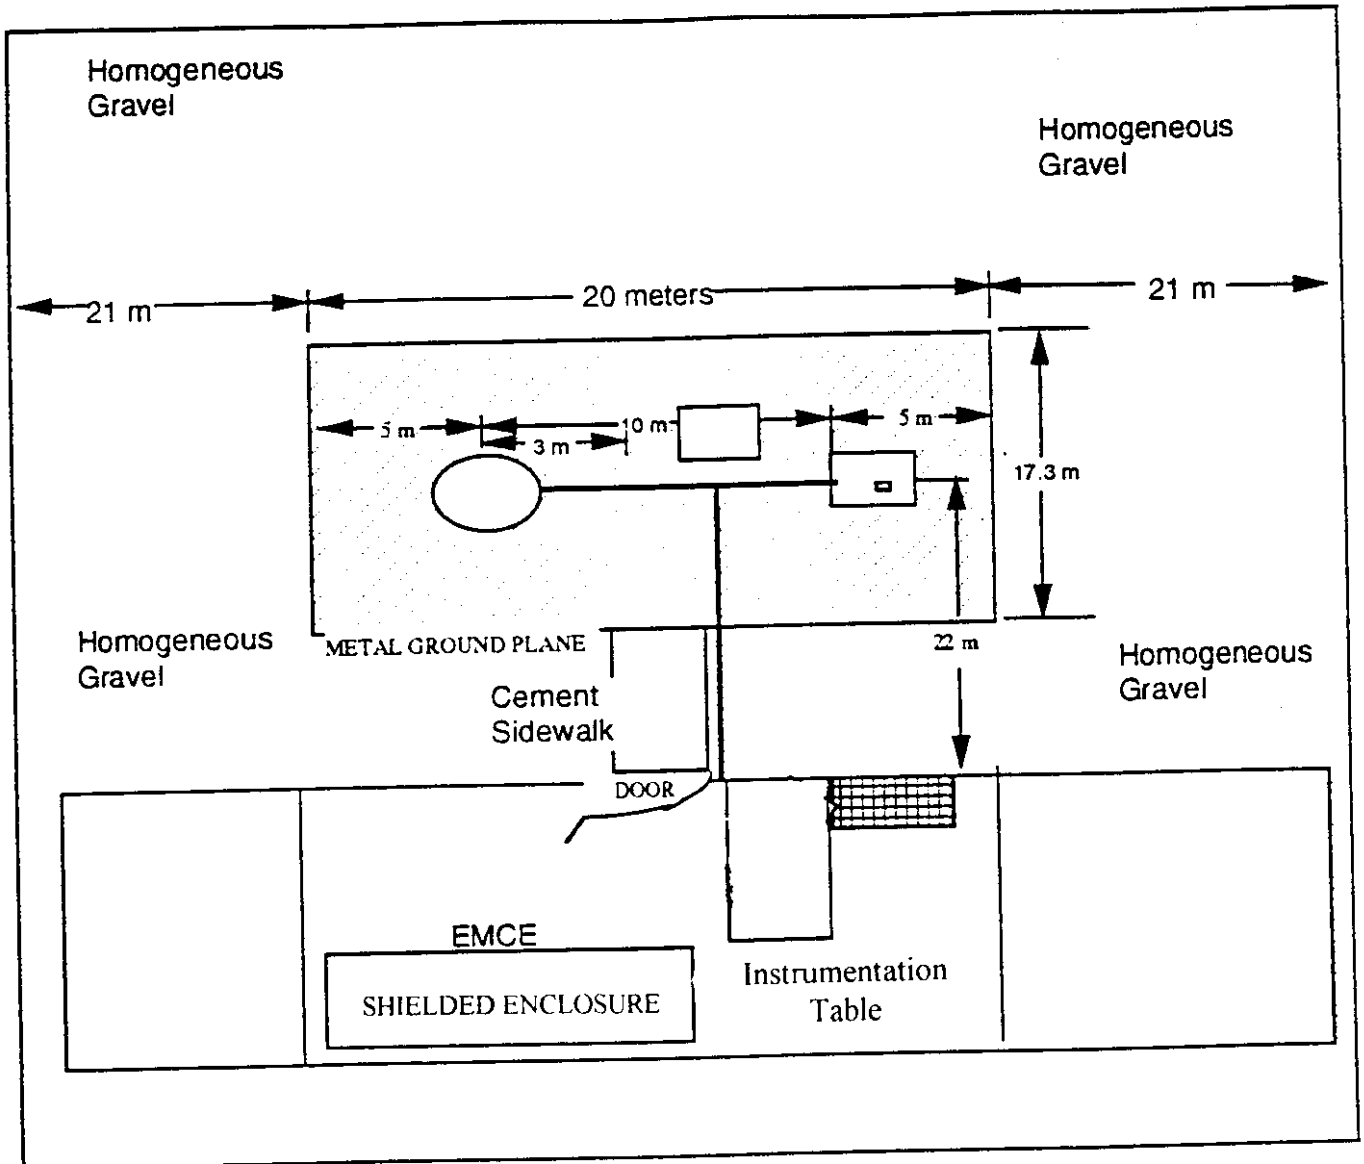 Homogeneous
Gravel
Homogeneous
Gravel
21 m
20 meters
21 m
5 m
10 m
5 m
3 m
17.3 m
Homogeneous
Gravel
METAL GROUND PLANE
22 m
Homogeneous
Gravel
Cement
Sidewalk
DOOR
EMCE
SHIELDED ENCLOSURE
Instrumentation
Table